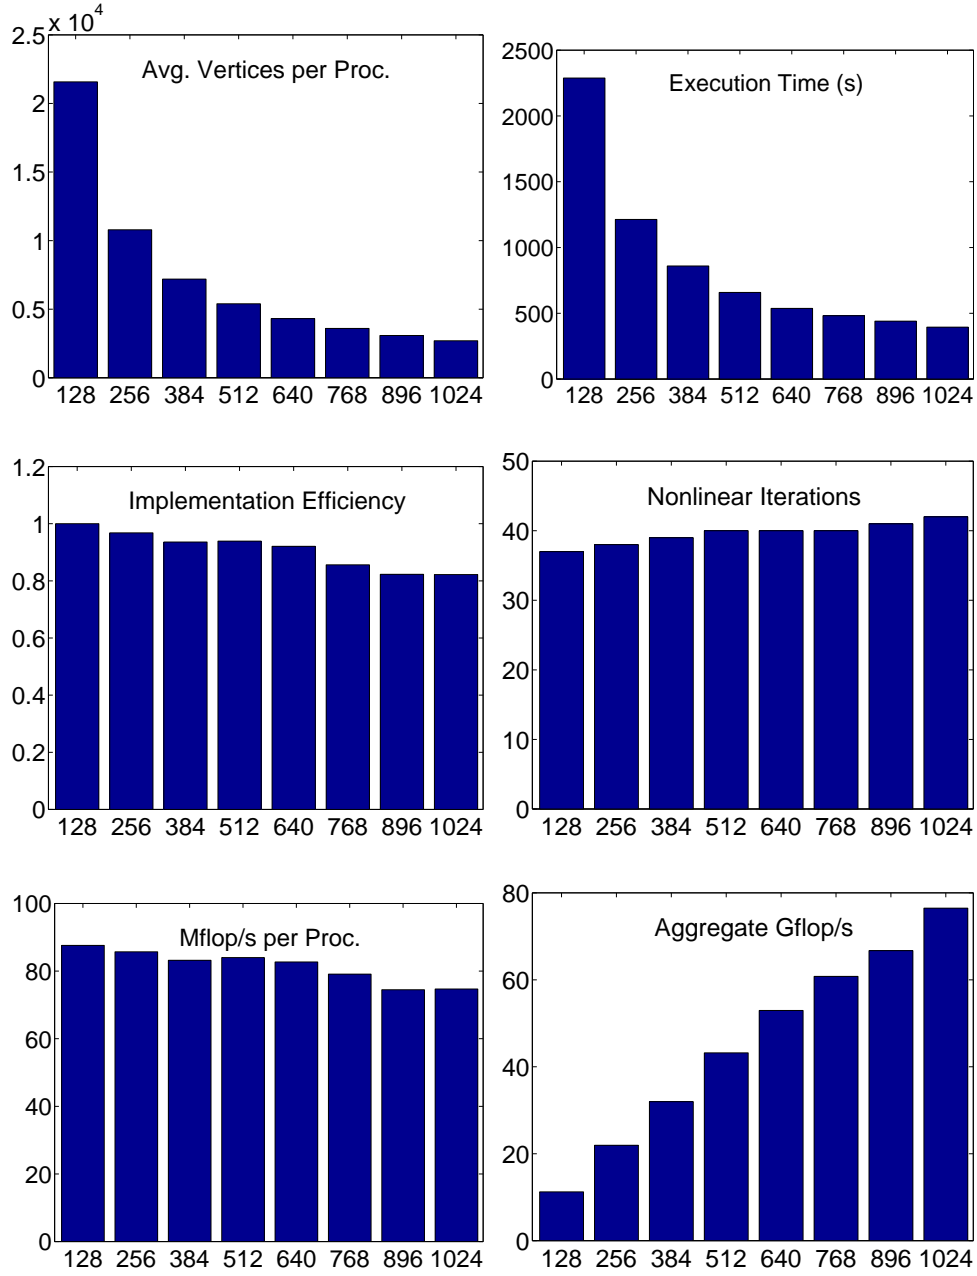 x 10^4
2.5
2
1.5
1
0.5
0
Avg. Vertices per Proc.
128 256 384 512 640 768 896 1024
2500
2000
1500
1000
500
0
Execution Time (s)
128 256 384 512 640 768 896 1024
1.2
1
0.8
0.6
0.4
0.2
0
Implementation Efficiency
128 256 384 512 640 768 896 1024
50
40
30
20
10
0
Nonlinear Iterations
128 256 384 512 640 768 896 1024
100
80
60
40
20
0
Mflop/s per Proc.
128 256 384 512 640 768 896 1024
80
60
40
20
0
Aggregate Gflop/s
128 256 384 512 640 768 896 1024